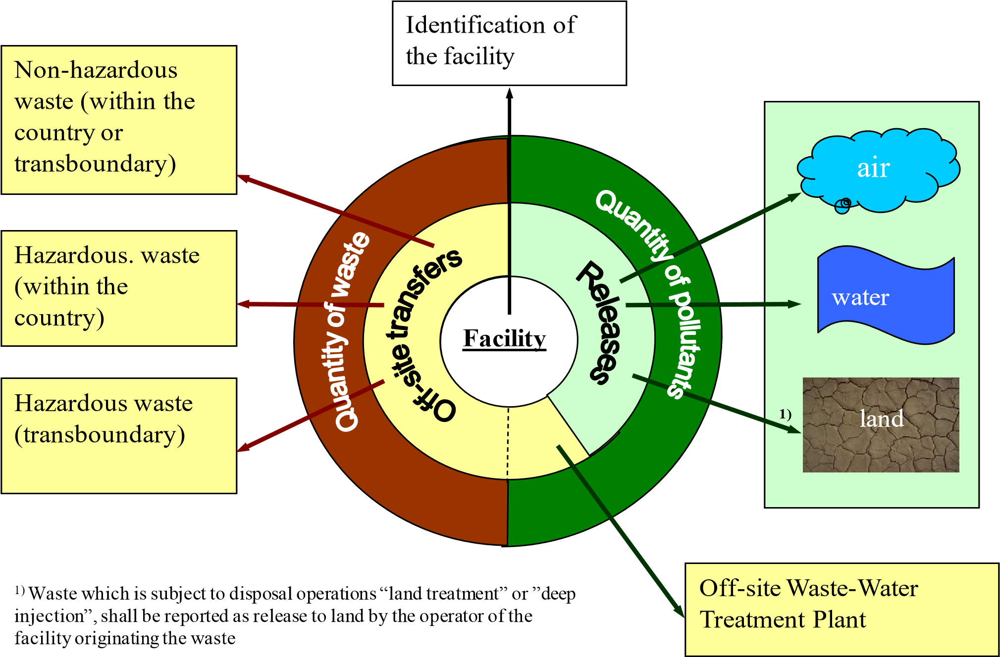 Identification of
the facility
Non-hazardous
waste (within the
country or
transboundary)
Hazardous. waste
(within the
country)
Hazardous waste
(transboundary)
Quantity of waste
Off-site transfers
Facility
Releases
Quantity of pollutants
air
water
1)
land
Off-site Waste-Water
Treatment Plant
1) Waste which is subject to disposal operations “land treatment” or ”deep
injection”, shall be reported as release to land by the operator of the
facility originating the waste